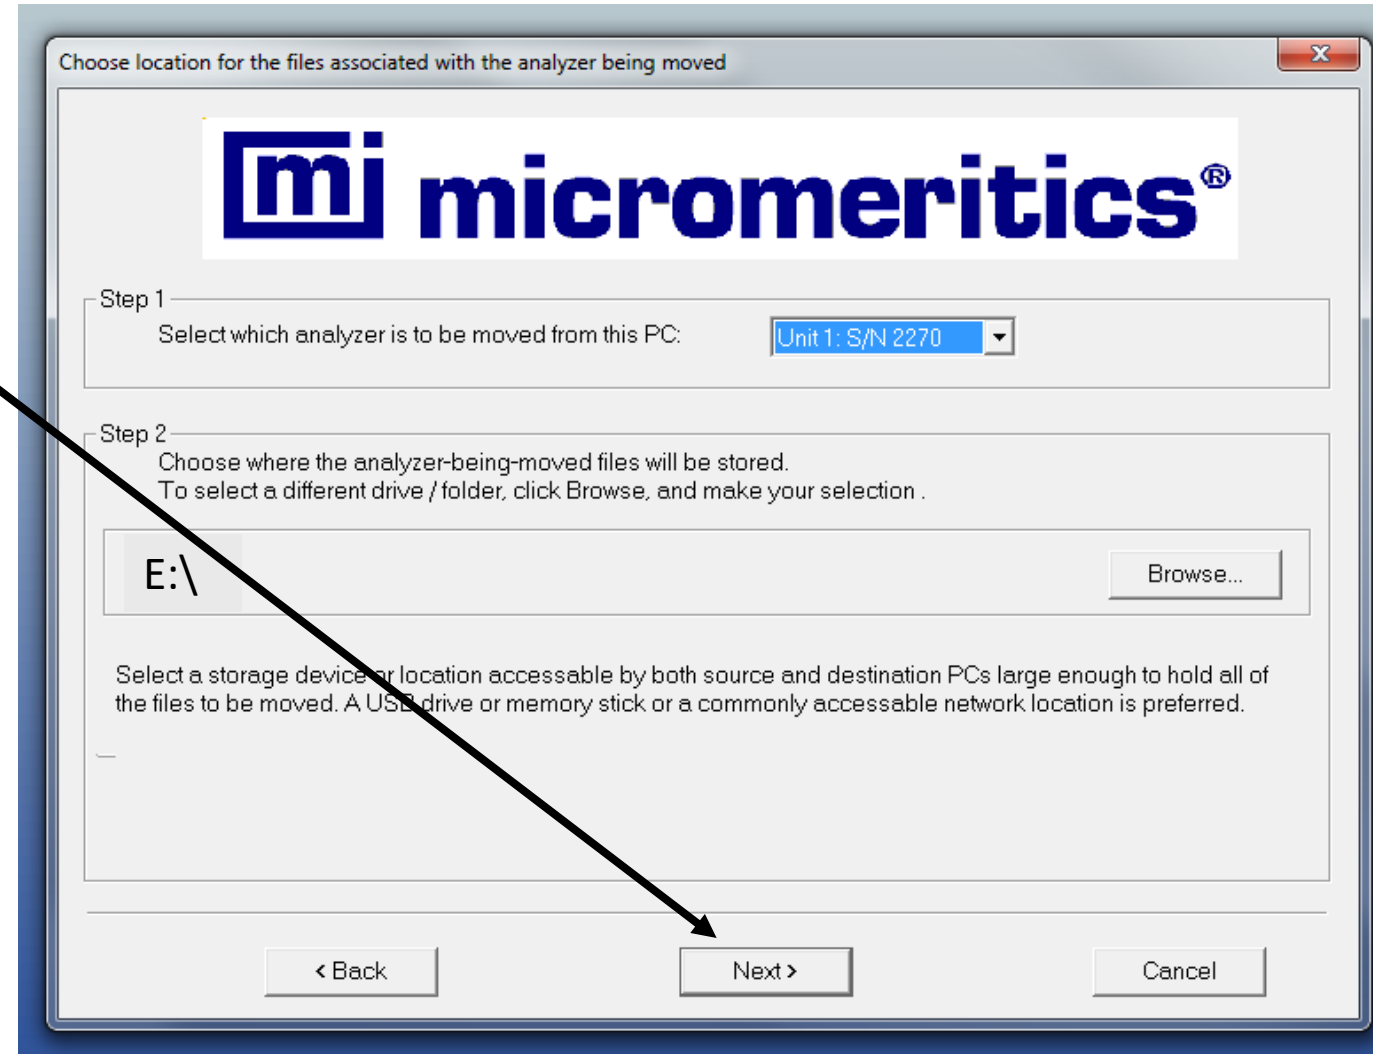 Choose location for the files associated with the analyzer being moved
X
mi micromeritics®
Step 1
Select which analyzer is to be moved from this PC:
Unit 1: S/N 2270
Step 2
Choose where the analyzer-being-moved files will be stored.
To select a different drive / folder, click Browse, and make your selection .
E:\
Browse...
Select a storage device or location accessable by both source and destination PCs large enough to hold all of
the files to be moved. A USB drive or memory stick or a commonly accessable network location is preferred.
< Back
Next >
Cancel